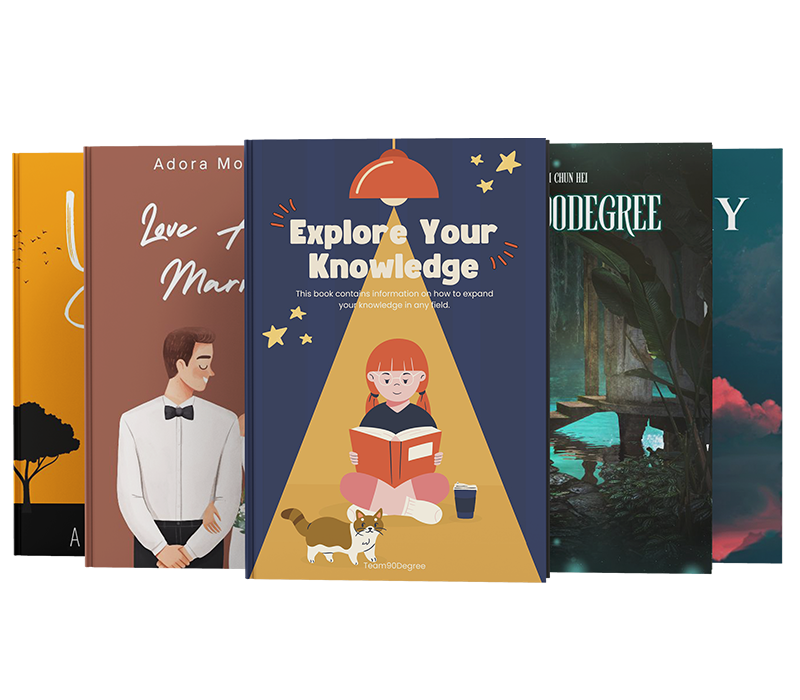 Adora Mo
Love
Marr
Explore Your
Knowledge
This book contains information on how to expand
your knowledge in any field.
Team90Degree
I CHUN HEI
0DEGREE
Y
A